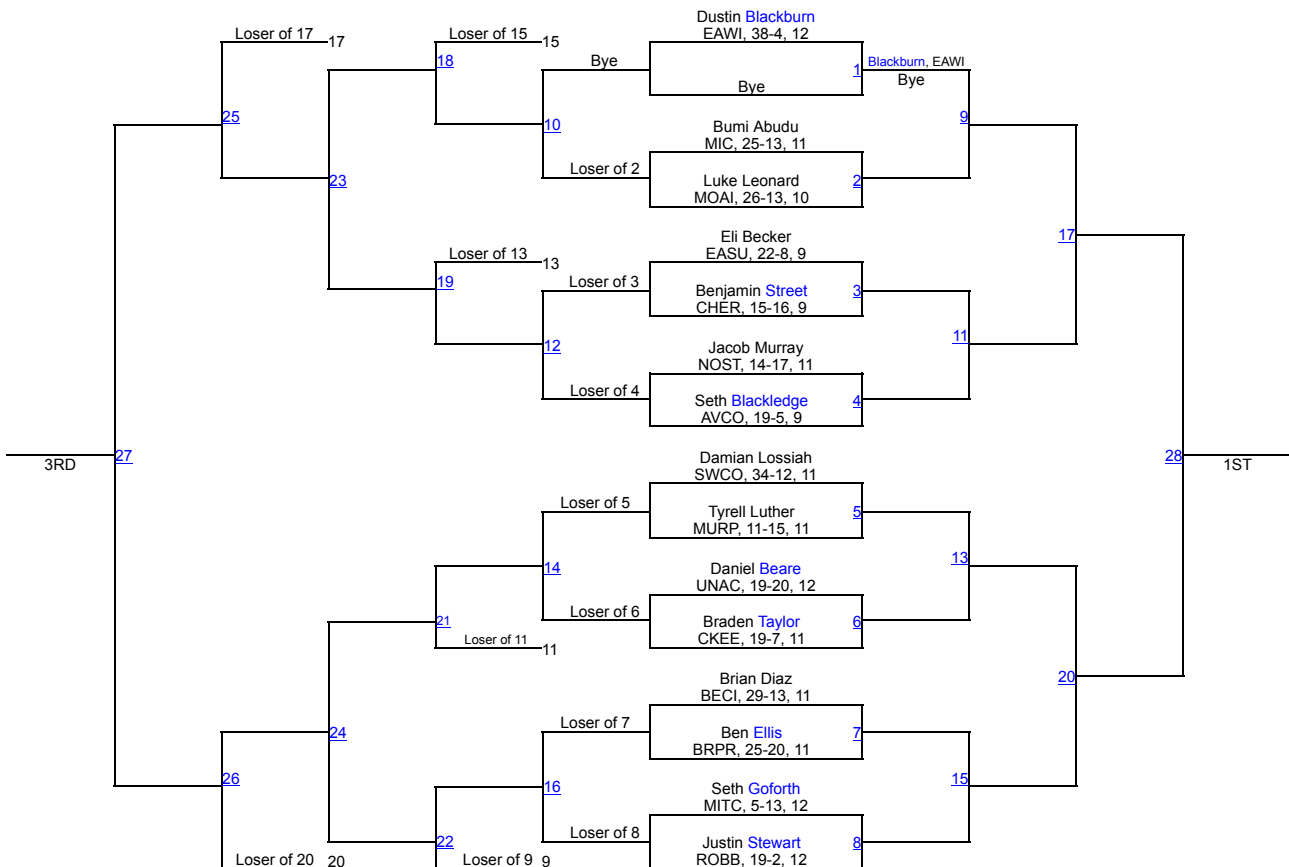 Dustin Blackburn
EAWI, 38-4, 12
Loser of 17 17
Loser of 15 15
18
Bye
1
Blackburn, EAWI
Bye
Bye
25
10
9
Bumi Abudu
MIC, 25-13, 11
Loser of 2
Luke Leonard
MOAI, 26-13, 10
2
23
Eli Becker
EASU, 22-8, 9
17
Loser of 13 13
19
Loser of 3
Benjamin Street
CHER, 15-16, 9
3
12
11
Jacob Murray
NOST, 14-17, 11
Loser of 4
Seth Blackledge
AVCO, 19-5, 9
4
3RD
27
28
1ST
Damian Lossiah
SWCO, 34-12, 11
Loser of 5
Tyrell Luther
MURP, 11-15, 11
5
14
13
Daniel Beare
UNAC, 19-20, 12
Loser of 6
Braden Taylor
CKEE, 19-7, 11
6
21
Loser of 11 11
20
Brian Diaz
BECI, 29-13, 11
Loser of 7
Ben Ellis
BRPR, 25-20, 11
7
24
26
16
15
Seth Goforth
MITC, 5-13, 12
Loser of 8
Justin Stewart
ROBB, 19-2, 12
8
22
Loser of 20 20
Loser of 9 9